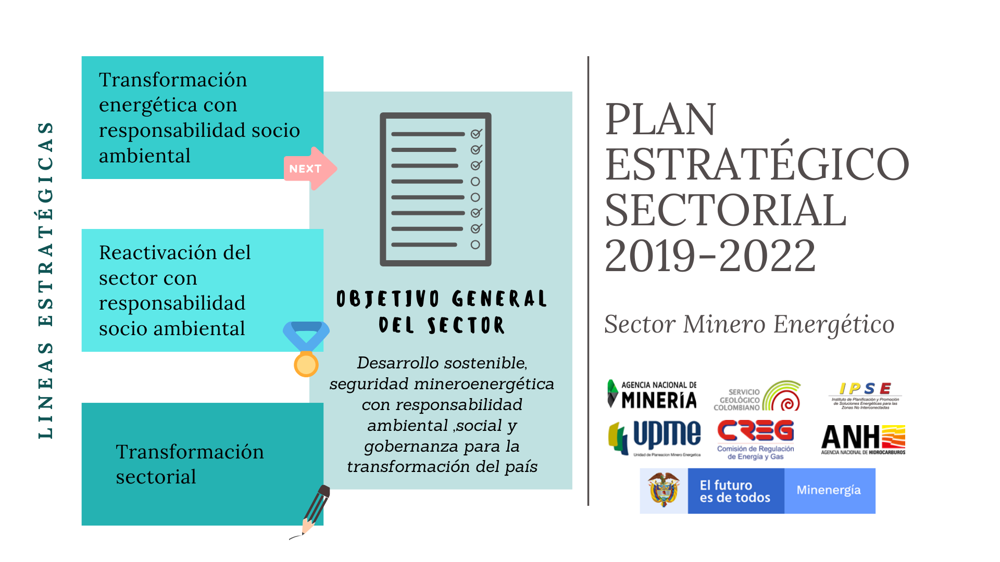 LINEAS ESTRATÉGICAS
Transformación
energética con
responsabilidad socio
ambiental
NEXT
Reactivación del
sector con
responsabilidad
socio ambiental
Transformación
sectorial
OBJETIVO GENERAL
DEL SECTOR
Desarrollo sostenible,
seguridad mineroenergética
con responsabilidad
ambiental ,social y
gobernanza para la
transformación del país
PLAN
ESTRATÉGICO
SECTORIAL
2019-2022
Sector Minero Energético
AGENCIA NACIONAL DE
MINERÍA
SERVICIO
GEOLÓGICO
COLOMBIANO
IPSE
Instituto de Planificación y Promoción
de Soluciones Energéticas para las
Zonas No Interconectadas
upme
Unidad de Planeacion Minero Energetica
CREG
Comisión de Regulación
de Energía y Gas
ANH
AGENCIA NACIONAL DE HIDROCARBUROS
El futuro
es de todos
Minenergía